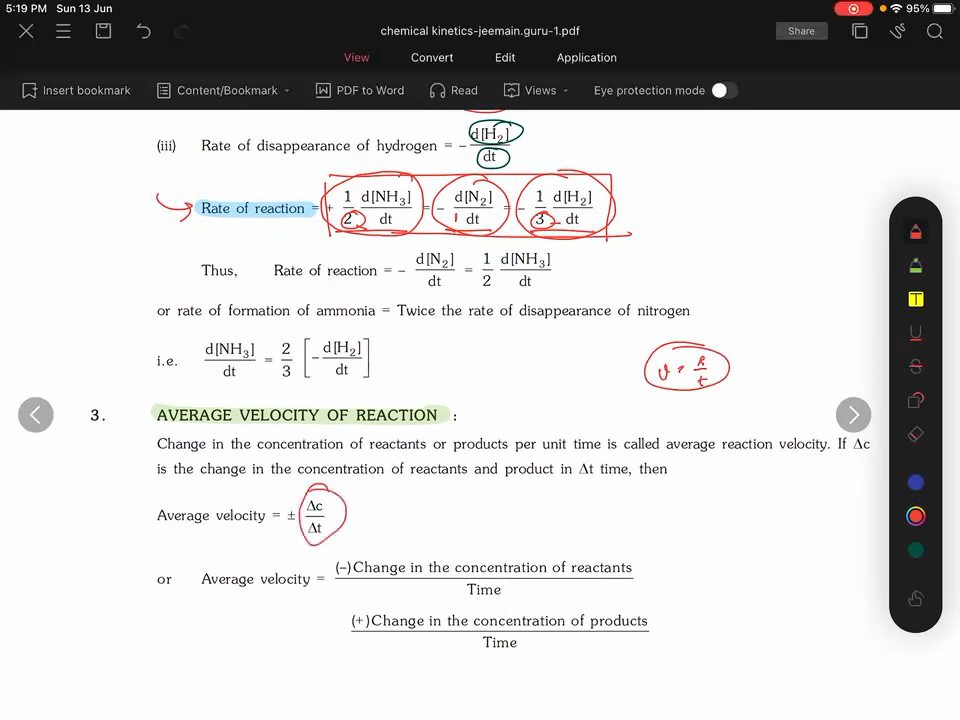 5:19 PM Sun 13 Jun 95%
chemical kinetics-jeemain.guru-1.pdf Share
View Convert Edit Application
Insert bookmark Content/Bookmark PDF to Word Read Views Eye protection mode
(iii) Rate of disappearance of hydrogen = – d[H₂]/dt
Rate of reaction = + 1/2 d[NH₃]/dt = – d[N₂]/dt = – 1/3 d[H₂]/dt
Thus, Rate of reaction = – d[N₂]/dt = 1/2 d[NH₃]/dt
or rate of formation of ammonia = Twice the rate of disappearance of nitrogen
i.e. d[NH₃]/dt = 2/3 [– d[H₂]/dt]
3. AVERAGE VELOCITY OF REACTION :
Change in the concentration of reactants or products per unit time is called average reaction velocity. If Δc
is the change in the concentration of reactants and product in Δt time, then
Average velocity = ± Δc/Δt
or Average velocity = (–)Change in the concentration of reactants
Time
(+)Change in the concentration of products
Time